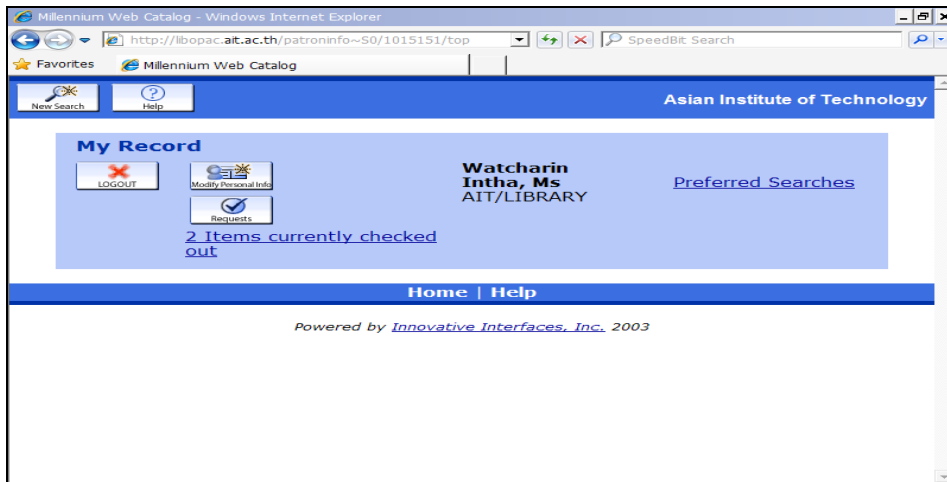 Millennium Web Catalog - Windows Internet Explorer
http://libopac.ait.ac.th/patroninfo~S0/1015151/top
SpeedBit Search
Favorites
Millennium Web Catalog
New Search
Help
Asian Institute of Technology
My Record
LOGOUT
Modify Personal Info
Requests
2 Items currently checked
out
Watcharin
Intha, Ms
AIT/LIBRARY
Preferred Searches
Home | Help
Powered by Innovative Interfaces, Inc. 2003